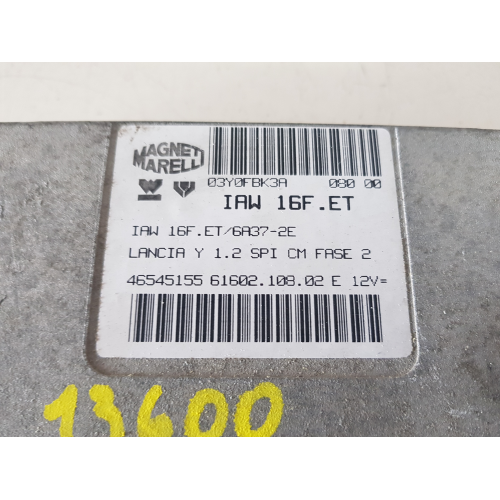 MAGNETI
MARELLI
03Y0FBK3A 080 00
IAW 16F.ET
IAW 16F.ET/6A37-2E
LANCIA Y 1.2 SPI CM FASE 2
46545155 61602.108.02 E 12V=
13600